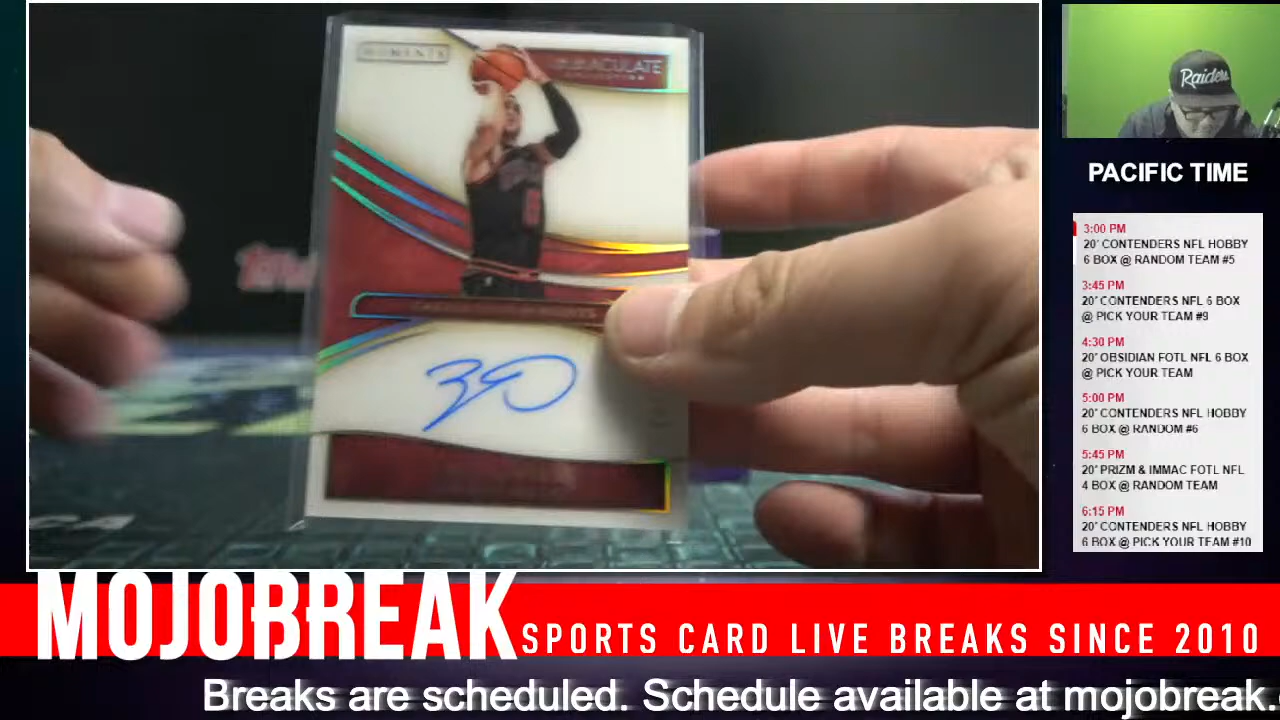 MOMENTS
IMMACULATE
COLLECTION
Raiders
PACIFIC TIME
3:00 PM
20' CONTENDERS NFL HOBBY
6 BOX @ RANDOM TEAM #5
3:45 PM
20' CONTENDERS NFL 6 BOX
@ PICK YOUR TEAM #9
4:30 PM
20' OBSIDIAN FOTL NFL 6 BOX
@ PICK YOUR TEAM
5:00 PM
20' CONTENDERS NFL HOBBY
6 BOX @ RANDOM #6
5:45 PM
20' PRIZM & IMMAC FOTL NFL
4 BOX @ RANDOM TEAM
6:15 PM
20' CONTENDERS NFL HOBBY
6 BOX @ PICK YOUR TEAM #10
MOJOBREAK
SPORTS CARD LIVE BREAKS SINCE 2010
Breaks are scheduled. Schedule available at mojobreak.